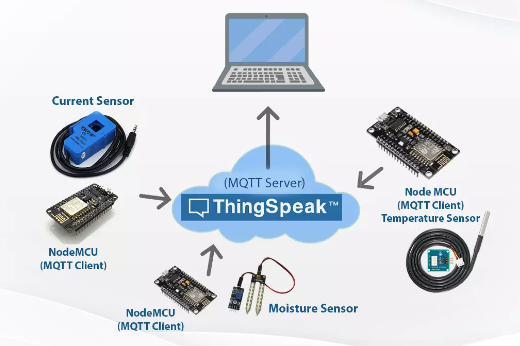 Current Sensor
(MQTT Server)
ThingSpeak™
NodeMCU
(MQTT Client)
Node MCU
(MQTT Client)
Temperature Sensor
NodeMCU
(MQTT Client)
Moisture Sensor